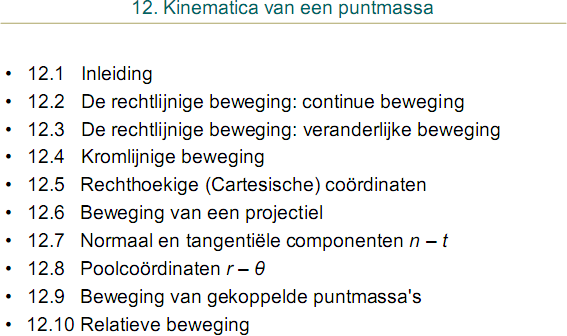 12. Kinematica van een puntmassa
• 12.1 Inleiding
• 12.2 De rechtlijnige beweging: continue beweging
• 12.3 De rechtlijnige beweging: veranderlijke beweging
• 12.4 Kromlijnige beweging
• 12.5 Rechthoekige (Cartesische) coördinaten
• 12.6 Beweging van een projectiel
• 12.7 Normaal en tangentiële componenten n – t
• 12.8 Poolcoördinaten r – θ
• 12.9 Beweging van gekoppelde puntmassa's
• 12.10 Relatieve beweging